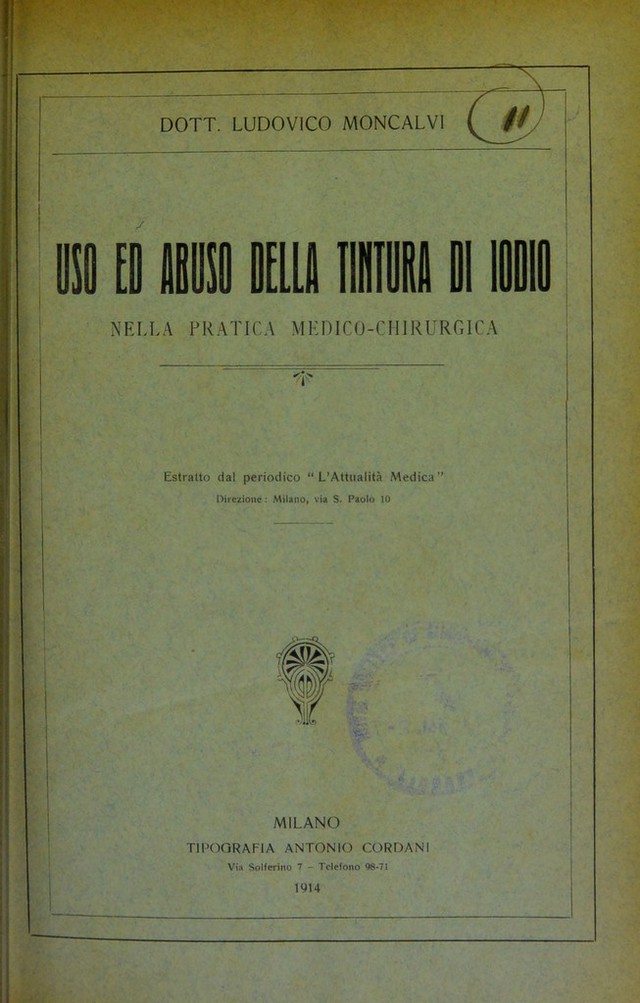 DOTT. LUDOVICO MONCALVI
11
USO ED ABUSO DELLA TINTURA DI IODIO
NELLA PRATICA MEDICO-CHIRURGICA
Estratto dal periodico “ L'Attualità Medica ”
Direzione: Milano, via S. Paolo 10
MILANO
TIPOGRAFIA ANTONIO CORDANI
Via Solferino 7 – Telefono 98-71
1914